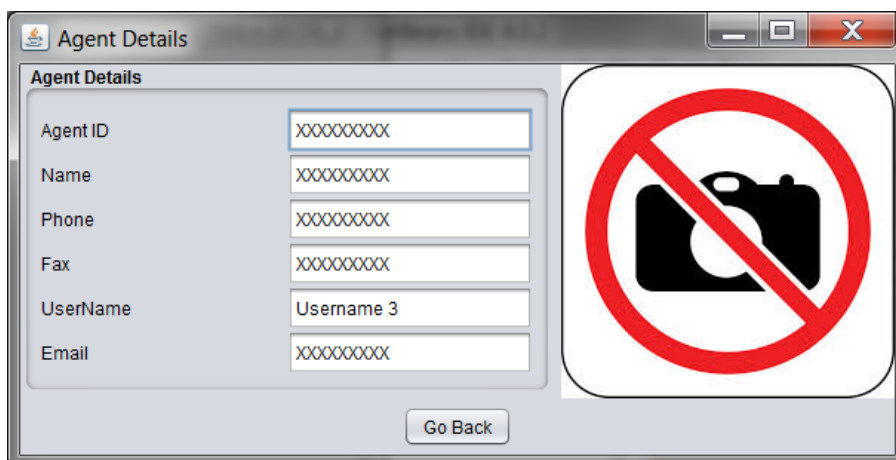 Agent Details
Agent Details
Agent ID XXXXXXXXX
Name XXXXXXXXX
Phone XXXXXXXXX
Fax XXXXXXXXX
UserName Username 3
Email XXXXXXXXX
Go Back